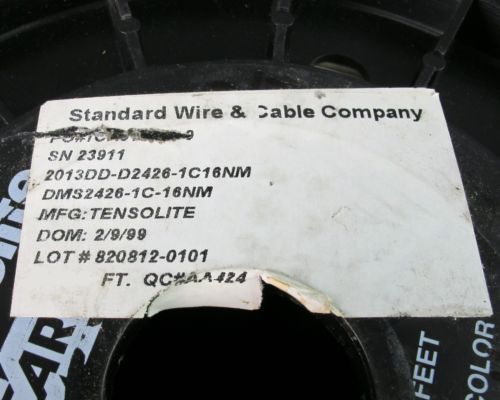 Standard Wire & Cable Company
SN 23911
2013DD-D2426-1C16NM
DMS2426-1C-16NM
MFG: TENSOLITE
DOM: 2/9/99
LOT # 820812-0101
FT. QC#AA424
FEET
COLOR